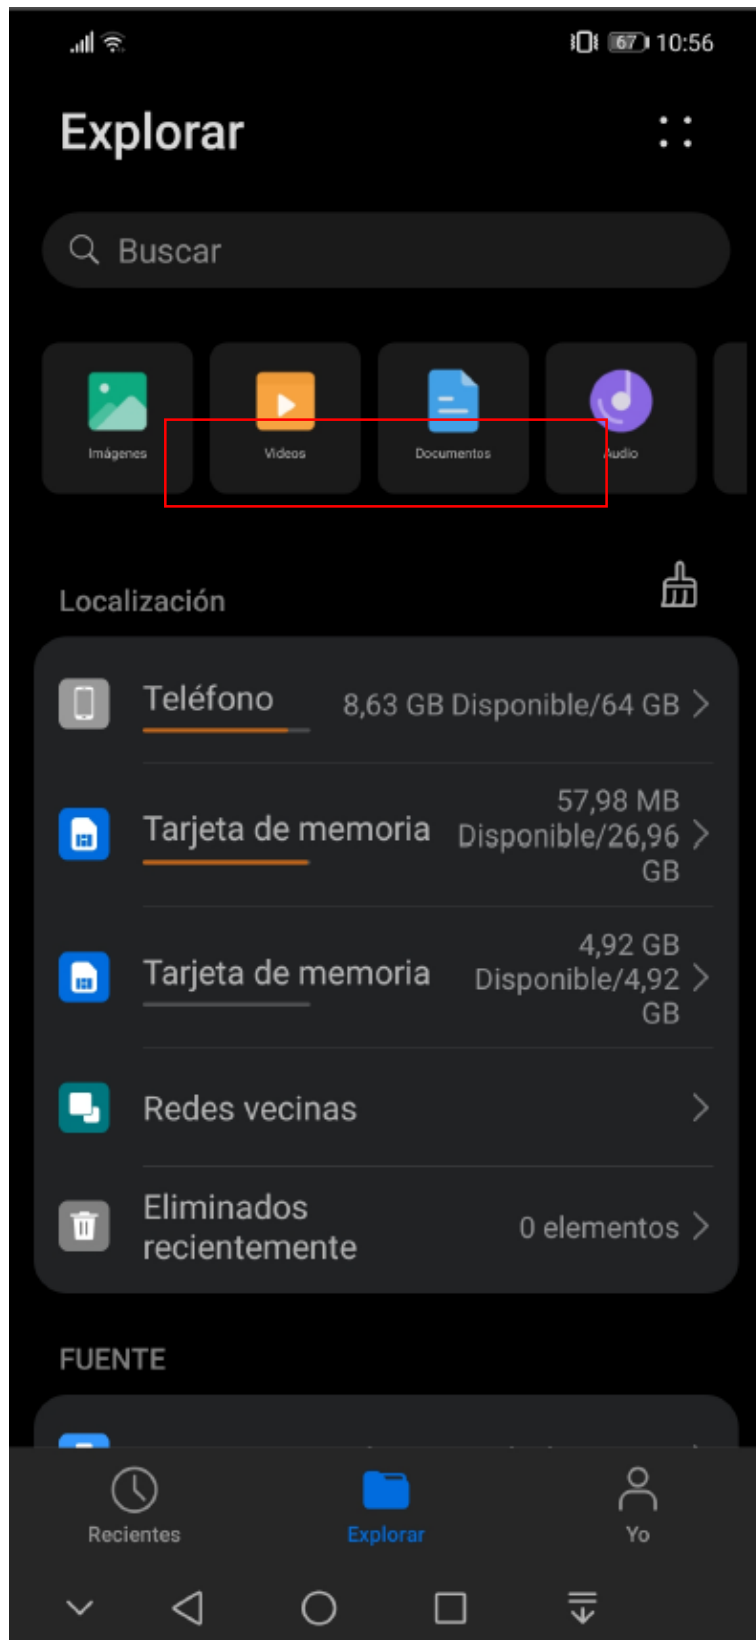 67 10:56
Explorar
Buscar
Imágenes Videos Documentos Audio
Localización
Teléfono 8,63 GB Disponible/64 GB
Tarjeta de memoria 57,98 MB
Disponible/26,96
GB
Tarjeta de memoria 4,92 GB
Disponible/4,92
GB
Redes vecinas
Eliminados
recientemente 0 elementos
FUENTE
Recientes Explorar Yo